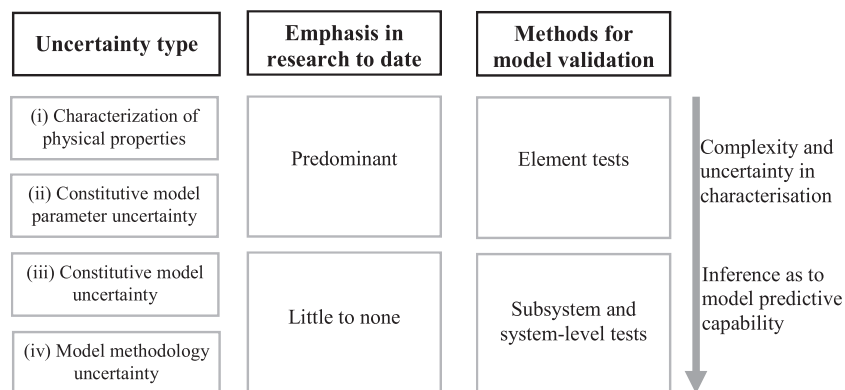 Uncertainty type
Emphasis in
research to date
Methods for
model validation
(i) Characterization of
physical properties
(ii) Constitutive model
parameter uncertainty
(iii) Constitutive model
uncertainty
(iv) Model methodology
uncertainty
Predominant
Little to none
Element tests
Subsystem and
system-level tests
Complexity and
uncertainty in
characterisation
Inference as to
model predictive
capability